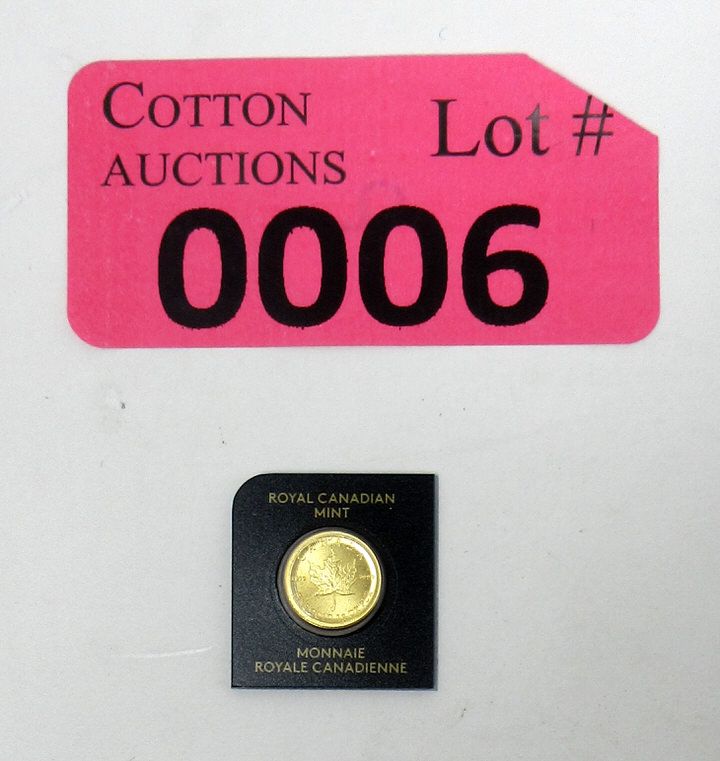 COTTON
AUCTIONS
Lot #
0006
ROYAL CANADIAN
MINT
MONNAIE
ROYALE CANADIENNE